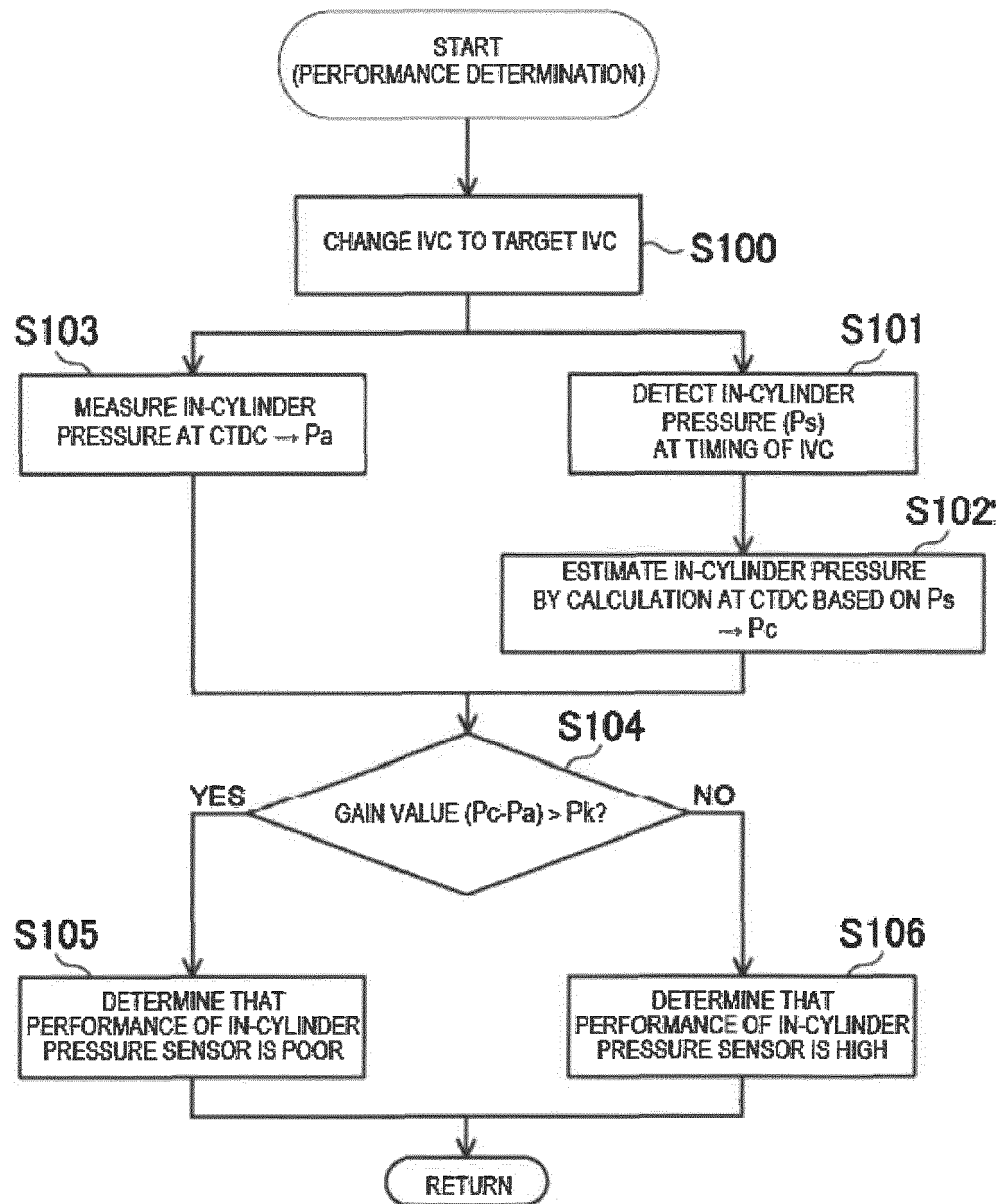 START
(PERFORMANCE DETERMINATION)
CHANGE IVC TO TARGET IVC
S100
S103
MEASURE IN-CYLINDER
PRESSURE AT CTDC → Pa
S101
DETECT IN-CYLINDER
PRESSURE (Ps)
AT TIMING OF IVC
S102
ESTIMATE IN-CYLINDER PRESSURE
BY CALCULATION AT CTDC BASED ON Ps
→ Pc
S104
YES
GAIN VALUE (Pc-Pa) > Pk?
NO
S105
DETERMINE THAT
PERFORMANCE OF IN-CYLINDER
PRESSURE SENSOR IS POOR
S106
DETERMINE THAT
PERFORMANCE OF IN-CYLINDER
PRESSURE SENSOR IS HIGH
RETURN